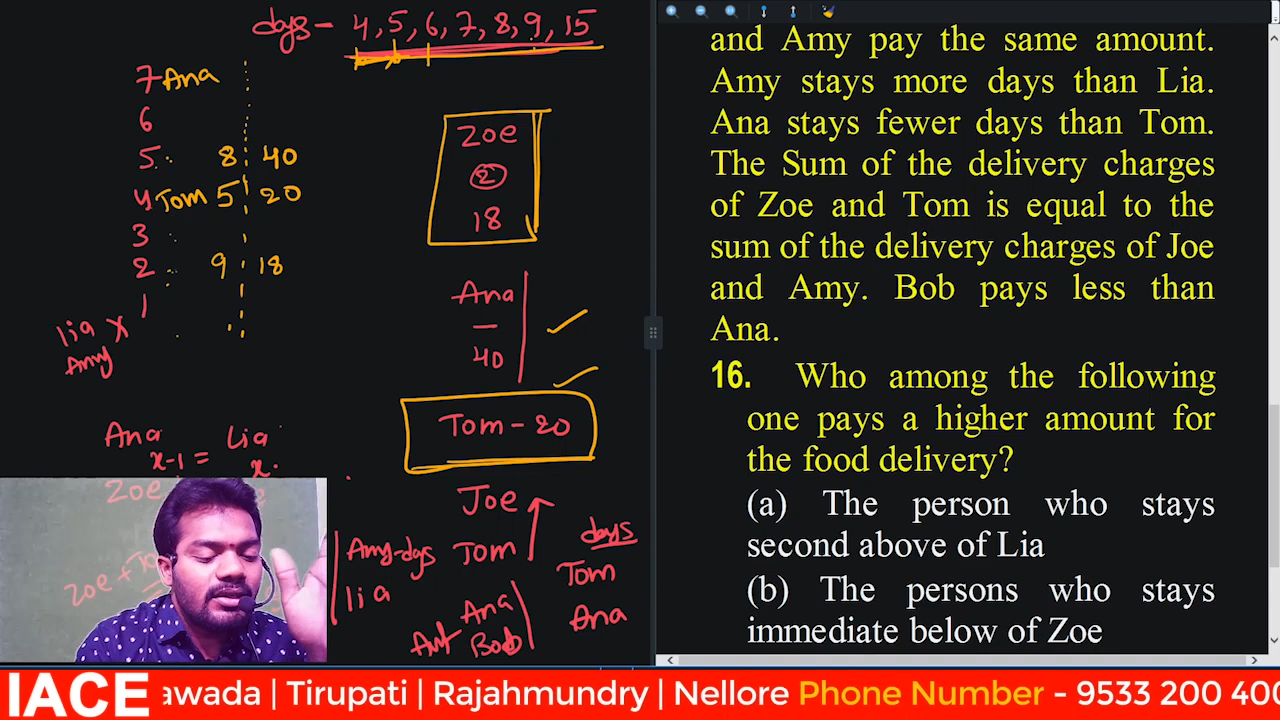 days - 4, 5, 6, 7, 8, 9, 15
7 Ana
6
5 8 40
4 Tom 5 20
3
2 9 18
1
lia x
Amy
Zoe
2
18
Ana
40
Tom - 20
Ana Lia
x-1 = x
Zoe
Zoe +
Joe
Tom
Amy-days
lia
Ana
Amt Bob
days
Tom
Ana
and Amy pay the same amount.
Amy stays more days than Lia.
Ana stays fewer days than Tom.
The Sum of the delivery charges
of Zoe and Tom is equal to the
sum of the delivery charges of Joe
and Amy. Bob pays less than
Ana.
16. Who among the following
one pays a higher amount for
the food delivery?
(a) The person who stays
second above of Lia
(b) The persons who stays
immediate below of Zoe
IACE awada | Tirupati | Rajahmundry | Nellore Phone Number - 9533 200 400